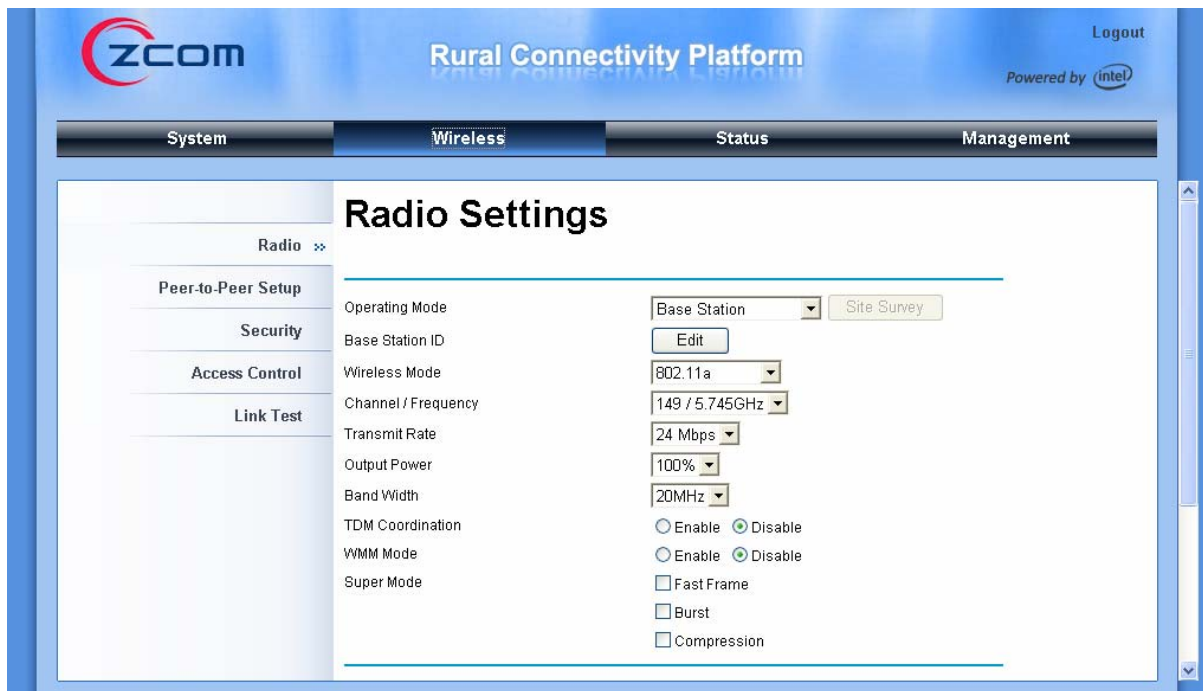 Logout
zcom
Rural Connectivity Platform
Powered by intel
System Wireless Status Management
Radio Settings
Radio »
Peer-to-Peer Setup
Security
Access Control
Link Test
Operating Mode Base Station Site Survey
Base Station ID Edit
Wireless Mode 802.11a
Channel / Frequency 149 / 5.745GHz
Transmit Rate 24 Mbps
Output Power 100%
Band Width 20MHz
TDM Coordination Enable Disable
WMM Mode Enable Disable
Super Mode Fast Frame
Burst
Compression